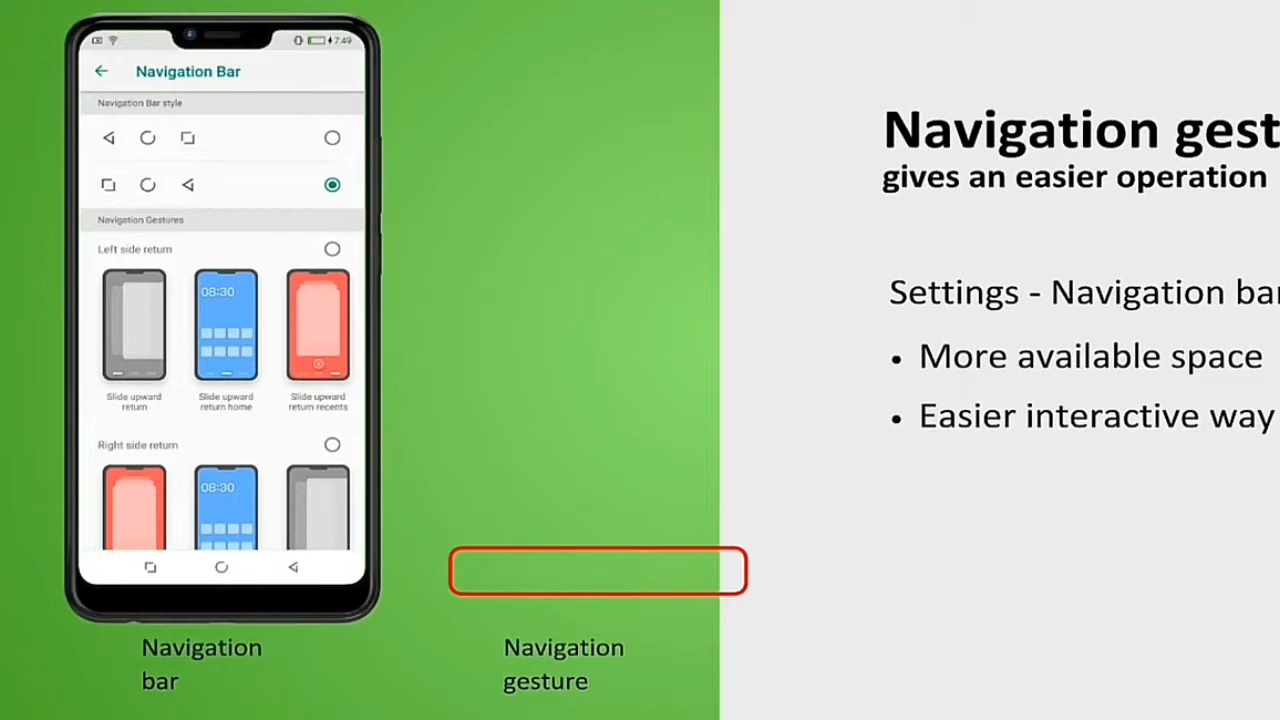 7:49
Navigation Bar
Navigation Bar style
Navigation Gestures
Left side return
08:30
Slide upward
return
Slide upward
return home
Slide upward
return recents
Right side return
08:30
Navigation
bar
Navigation
gesture
Navigation gest
gives an easier operation
Settings - Navigation bar
• More available space
• Easier interactive way